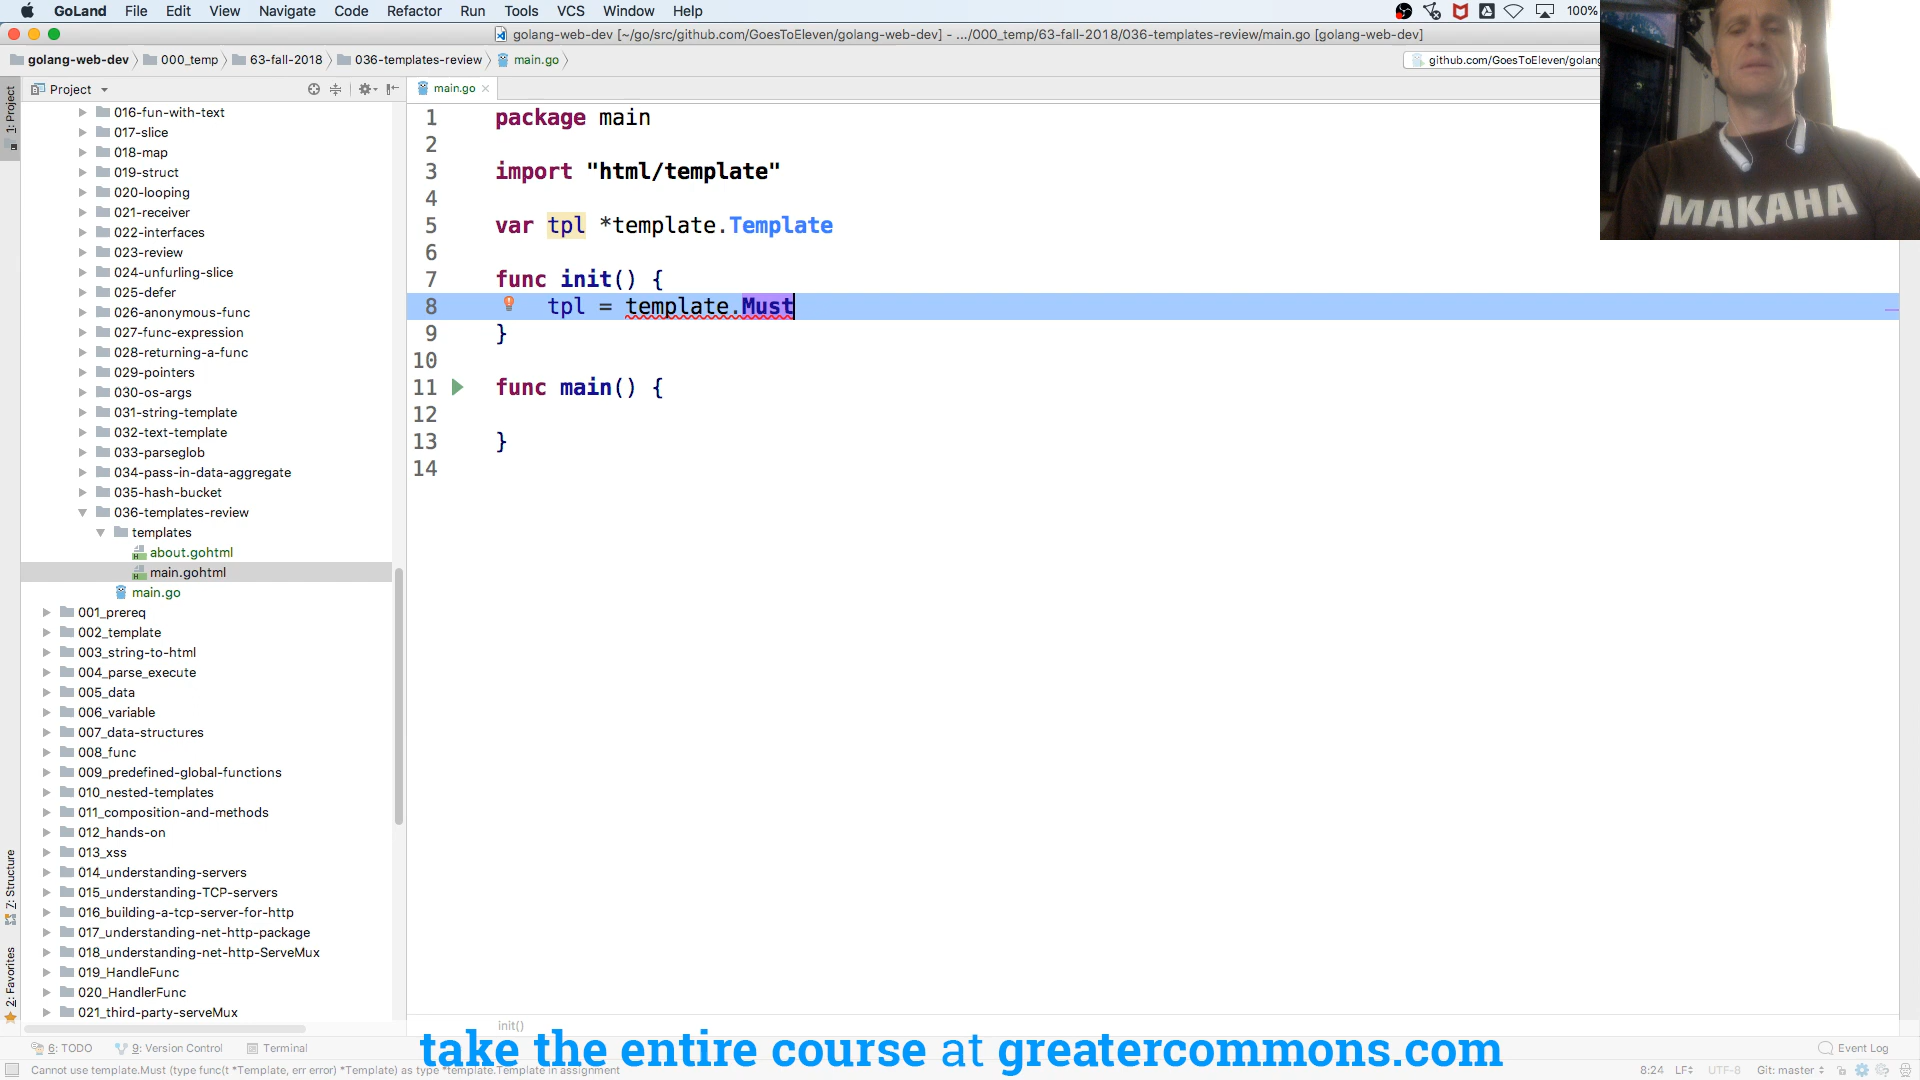 GoLand File Edit View Navigate Code Refactor Run Tools VCS Window Help 100%
golang-web-dev [~/go/src/github.com/GoesToEleven/golang-web-dev] - .../000_temp/63-fall-2018/036-templates-review/main.go [golang-web-dev]
golang-web-dev 000_temp 63-fall-2018 036-templates-review main.go github.com/GoesToEleven/golang
Project main.go
1: Project
016-fun-with-text
017-slice
018-map
019-struct
020-looping
021-receiver
022-interfaces
023-review
024-unfurling-slice
025-defer
026-anonymous-func
027-func-expression
028-returning-a-func
029-pointers
030-os-args
031-string-template
032-text-template
033-parseglob
034-pass-in-data-aggregate
035-hash-bucket
036-templates-review
templates
about.gohtml
main.gohtml
main.go
001_prereq
002_template
003_string-to-html
004_parse_execute
005_data
006_variable
007_data-structures
008_func
009_predefined-global-functions
010_nested-templates
011_composition-and-methods
012_hands-on
013_xss
014_understanding-servers
015_understanding-TCP-servers
016_building-a-tcp-server-for-http
017_understanding-net-http-package
018_understanding-net-http-ServeMux
019_HandleFunc
020_HandlerFunc
021_third-party-serveMux
7: Structure
2: Favorites
1 package main
2
3 import "html/template"
4
5 var tpl *template.Template
6
7 func init() {
8 tpl = template.Must
9 }
10
11 func main() {
12
13 }
14
MAKAHA
init()
take the entire course at greatercommons.com
6: TODO 9: Version Control Terminal Event Log
Cannot use template.Must (type func(t *Template, err error) *Template) as type *template.Template in assignment 8:24 LF UTF-8 Git: master